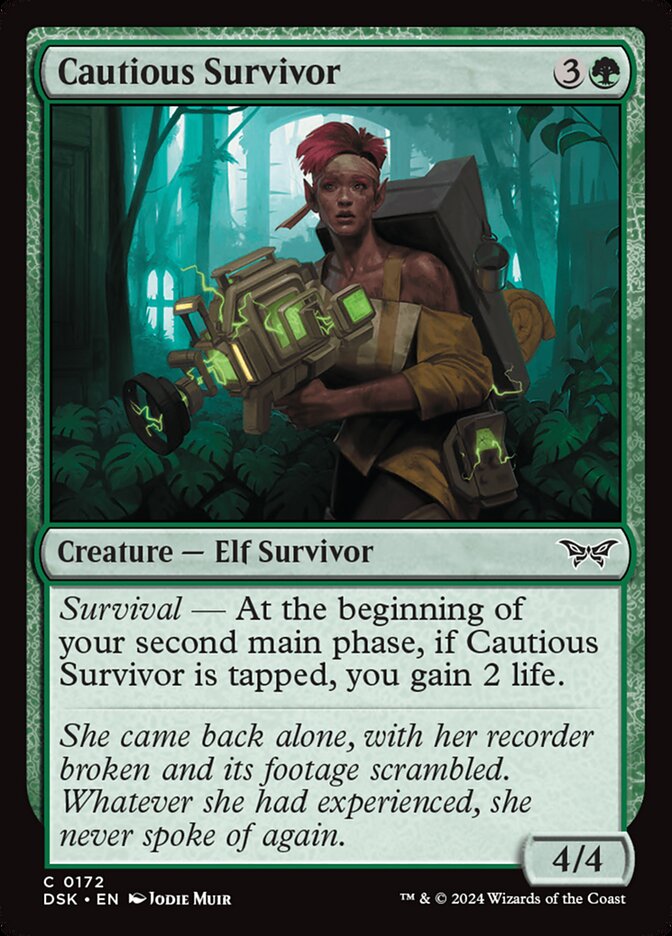 Cautious Survivor 3
Creature — Elf Survivor
Survival — At the beginning of
your second main phase, if Cautious
Survivor is tapped, you gain 2 life.
She came back alone, with her recorder
broken and its footage scrambled.
Whatever she had experienced, she
never spoke of again.
4/4
C 0172
DSK • EN Jodie Muir
™ & © 2024 Wizards of the Coast